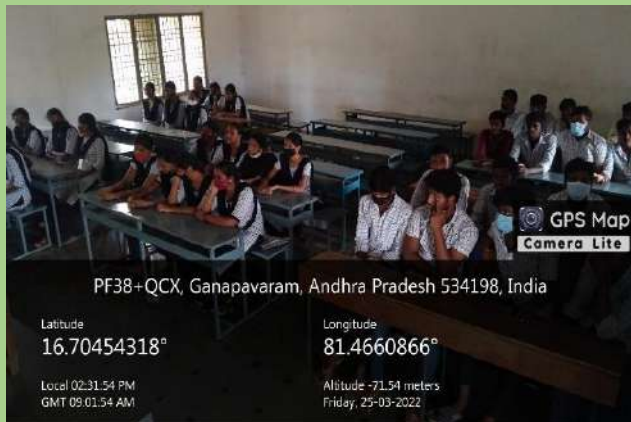 GPS Map
Camera Lite
PF38+QCX, Ganapavaram, Andhra Pradesh 534198, India
Latitude
16.70454318°
Longitude
81.4660866°
Local 02:31:54 PM
GMT 09:01:54 AM
Altitude -71.54 meters
Friday, 25-03-2022